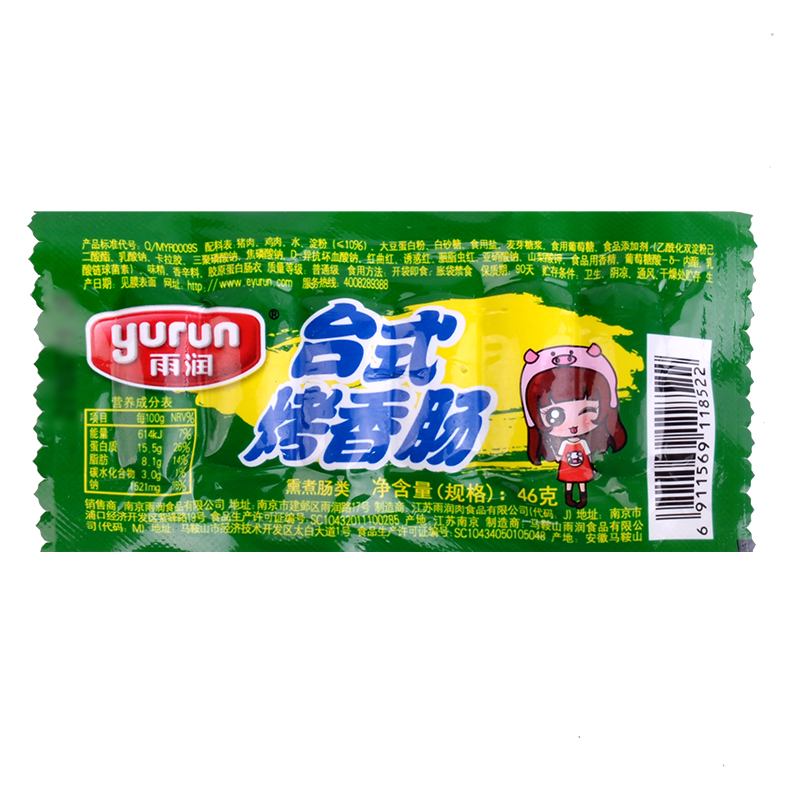 产品标准代号: Q/MYR0009S 配料表 猪肉, 鸡肉, 水, 淀粉 (≤10%), 大豆蛋白粉, 白砂糖, 食用盐, 麦芽糖浆, 食用葡萄糖, 食品添加剂 (乙酰化双淀粉己
二酸酯, 乳酸钠, 卡拉胶, 三聚磷酸钠, 焦磷酸钠, D-异抗坏血酸钠, 红曲红, 诱惑红, 胭脂虫红, 亚硝酸钠, 山梨酸钾, 食品用香精, 葡萄糖酸-δ-内酯, 乳
酸链球菌素), 味精, 香辛料, 胶原蛋白肠衣 质量等级: 普通级 食用方法: 开袋即食; 胀袋禁食 保质期: 90天 贮存条件: 卫生, 阴凉, 通风, 干燥处贮存 生
产日期: 见膜表面 网址: http://www.eyurun.com 服务热线: 4008289388
yurun®
雨润
台式
烤香肠
营养成分表
项目 每100g NRV%
能量 614kJ 7%
蛋白质 15.5g 26%
脂肪 8.1g 14%
碳水化合物 3.0g 1%
钠 1521mg
熏煮肠类 净含量(规格): 46克
销售商: 南京雨润食品有限公司 地址: 南京市建邺区雨润路17号 制造商: 江苏雨润肉食品有限公司(代码: J) 地址: 南京市
浦口经济开发区紫峰路19号 食品生产许可证编号 SC10432011100285 产地: 江苏南京 制造商: 马鞍山雨润食品有限公
司(代码: M) 地址: 马鞍山市经济技术开发区太白大道1号 食品生产许可证编号: SC10434050105048 产地: 安徽马鞍山
6 911569 118522